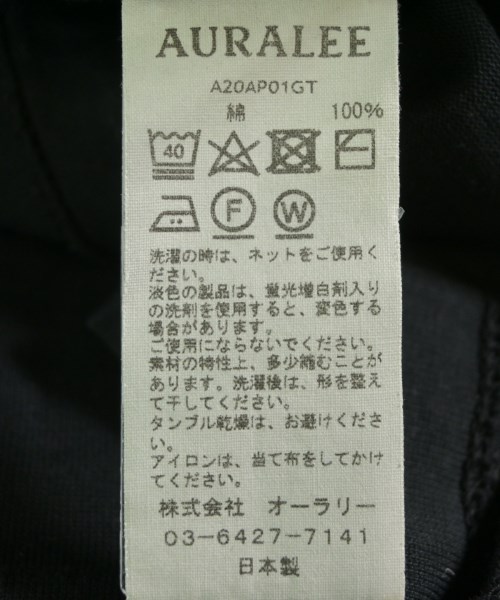 AURALEE
A20AP01GT
綿 100%
40
F W
洗濯の時は、ネットをご使用く
ださい。
淡色の製品は、蛍光増白剤入り
の洗剤を使用すると、変色する
場合があります。
ご使用にならないでください。
素材の特性上、多少縮むことが
あります。洗濯後は、形を整え
て干してください。
タンブル乾燥は、お避けくださ
い。
アイロンは、当て布をしてかけ
てください。
株式会社 オーラリー
03-6427-7141
日本製